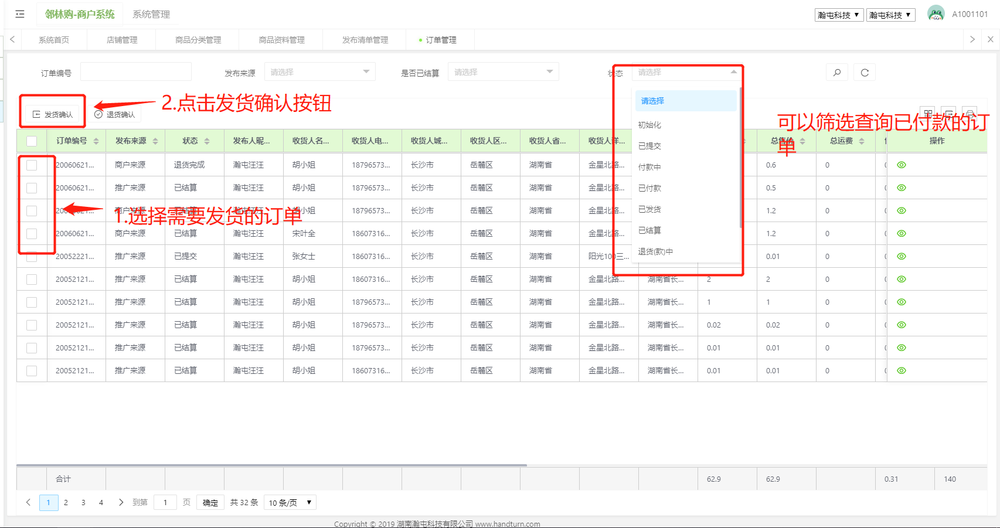 邻林购-商户系统 系统管理 瀚屯科技 瀚屯科技 A1001101
系统首页 店铺管理 商品分类管理 商品资料管理 发布清单管理 订单管理
订单编号 发布来源 请选择 是否已结算 请选择 状态 请选择
2.点击发货确认按钮
发货确认 退货确认
请选择
初始化
已提交
付款中
已付款
已发货
已结算
退货(款)中
可以筛选查询已付款的订
单
订单编号 发布来源 状态 发布人昵... 收货人名... 收货人电... 收货人城... 收货人区... 收货人省... 收货人详... 总售价 总运费 操作
20060621... 商户来源 退货完成 瀚屯汪汪 胡小姐 18796573... 长沙市 岳麓区 湖南省 金星北路... 0.6 0
20060621... 推广来源 已结算 瀚屯汪汪 胡小姐 18796573... 长沙市 岳麓区 湖南省 金星北路... 0.5 0
商户来源 已结算 瀚屯汪汪 胡小姐 18796573... 长沙市 岳麓区 湖南省 金星北路... 1.2 0
1.选择需要发货的订单
20060621... 商户来源 已结算 瀚屯汪汪 宋叶全 18607316... 长沙市 岳麓区 湖南省 金星北路... 1.2 0
20052221... 推广来源 已提交 瀚屯汪汪 张女士 18607316... 长沙市 岳麓区 湖南省 阳光100三... 0.01 0
20052121... 推广来源 已结算 瀚屯汪汪 胡小姐 18607316... 长沙市 岳麓区 湖南省 金星北路... 湖南省长... 2 2 0
20052121... 推广来源 已结算 瀚屯汪汪 胡小姐 18796573... 长沙市 岳麓区 湖南省 金星北路... 湖南省长... 1 1 0
20052121... 推广来源 已结算 瀚屯汪汪 胡小姐 18796573... 长沙市 岳麓区 湖南省 金星北路... 湖南省长... 0.02 0.02 0
20052121... 推广来源 已结算 瀚屯汪汪 胡小姐 18796573... 长沙市 岳麓区 湖南省 金星北路... 湖南省长... 0.01 0.01 0
20052121... 推广来源 已结算 瀚屯汪汪 胡小姐 18607316... 长沙市 岳麓区 湖南省 金星北路... 湖南省长... 0.01 0.01 0
合计 62.9 62.9 0.31 140
1 2 3 4 到第 1 页 确定 共 32 条 10 条/页
Copyright © 2019 湖南瀚屯科技有限公司 www.handturn.com